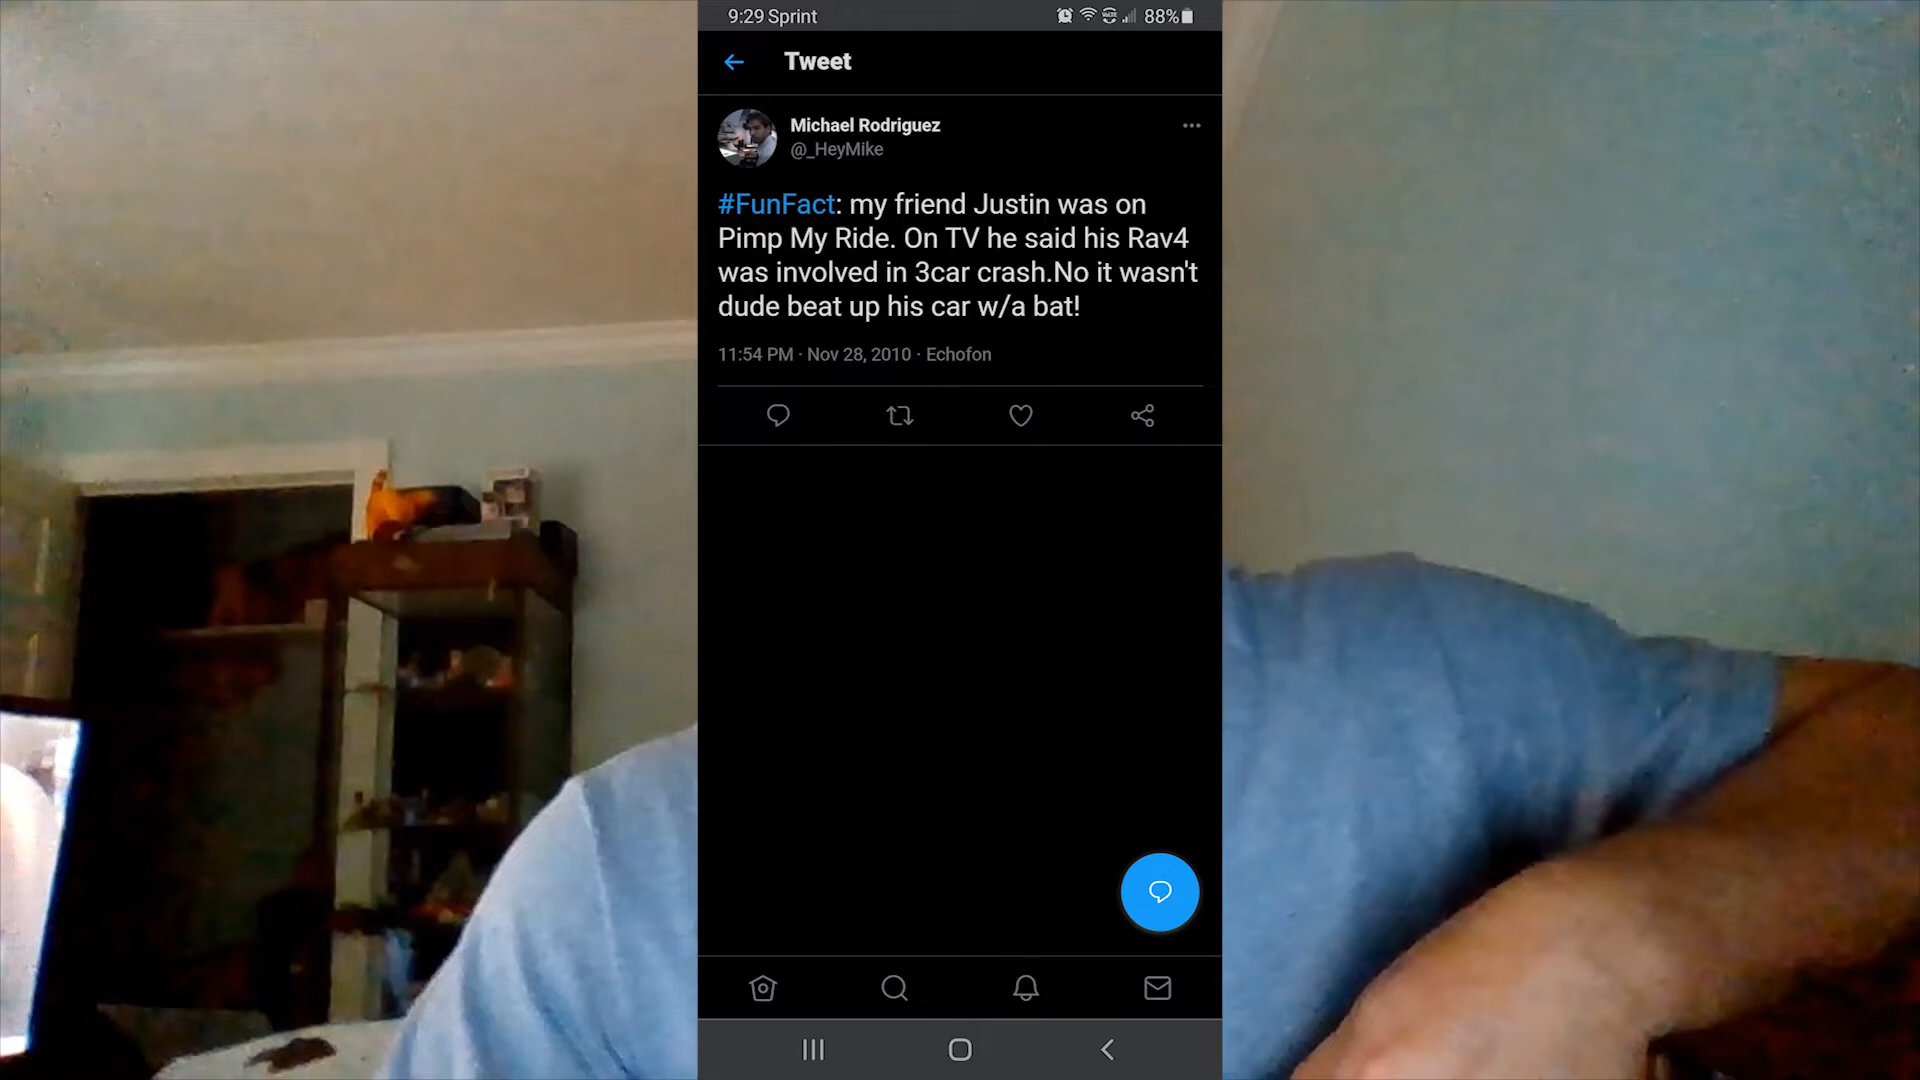 9:29 Sprint 88%
Tweet
Michael Rodriguez
@_HeyMike
#FunFact: my friend Justin was on
Pimp My Ride. On TV he said his Rav4
was involved in 3car crash.No it wasn't
dude beat up his car w/a bat!
11:54 PM · Nov 28, 2010 · Echofon